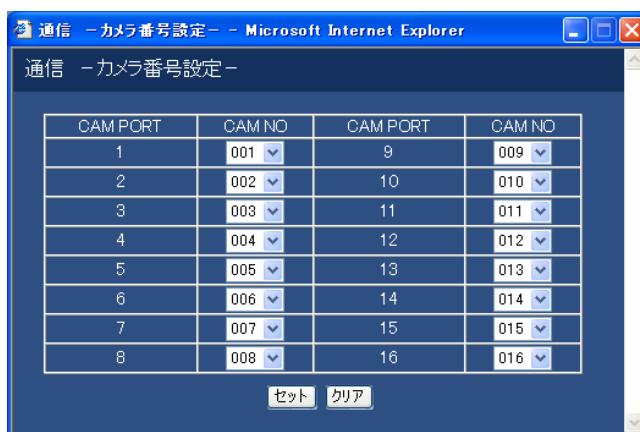 通信　－カメラ番号設定－ - Microsoft Internet Explorer
通信　－カメラ番号設定－
CAM PORT CAM NO CAM PORT CAM NO
1 001 9 009
2 002 10 010
3 003 11 011
4 004 12 012
5 005 13 013
6 006 14 014
7 007 15 015
8 008 16 016
セット クリア